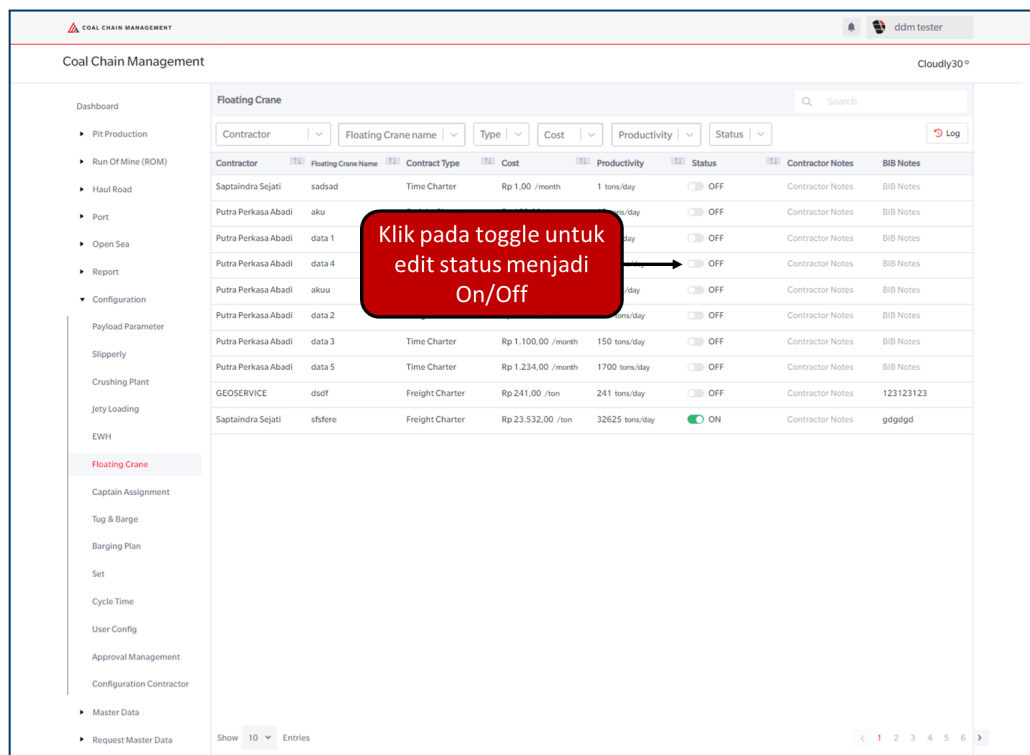 COAL CHAIN MANAGEMENT
ddm tester
Coal Chain Management
Cloudly30 º
Dashboard
Pit Production
Run Of Mine (ROM)
Haul Road
Port
Open Sea
Report
Configuration
Payload Parameter
Slipperly
Crushing Plant
Jety Loading
EWH
Floating Crane
Captain Assignment
Tug & Barge
Barging Plan
Set
Cycle Time
User Config
Approval Management
Configuration Contractor
Master Data
Request Master Data
Floating Crane
Search
Contractor Floating Crane name Type Cost Productivity Status Log
Contractor Floating Crane Name Contract Type Cost Productivity Status Contractor Notes BIB Notes
Saptaindra Sejati sadsad Time Charter Rp 1,00 /month 1 tons/day OFF Contractor Notes BIB Notes
Putra Perkasa Abadi aku OFF Contractor Notes BIB Notes
Putra Perkasa Abadi data 1 OFF Contractor Notes BIB Notes
Putra Perkasa Abadi data 4 OFF Contractor Notes BIB Notes
Putra Perkasa Abadi akuu OFF Contractor Notes BIB Notes
Putra Perkasa Abadi data 2 tons/day OFF Contractor Notes BIB Notes
Putra Perkasa Abadi data 3 Time Charter Rp 1.100,00 /month 150 tons/day OFF Contractor Notes BIB Notes
Putra Perkasa Abadi data 5 Time Charter Rp 1.234,00 /month 1700 tons/day OFF Contractor Notes BIB Notes
GEOSERVICE dsdf Freight Charter Rp 241,00 /ton 241 tons/day OFF Contractor Notes 123123123
Saptaindra Sejati sfsfere Freight Charter Rp 23.532,00 /ton 32625 tons/day ON Contractor Notes gdgdgd
Klik pada toggle untuk
edit status menjadi
On/Off
Show 10 Entries
1 2 3 4 5 6